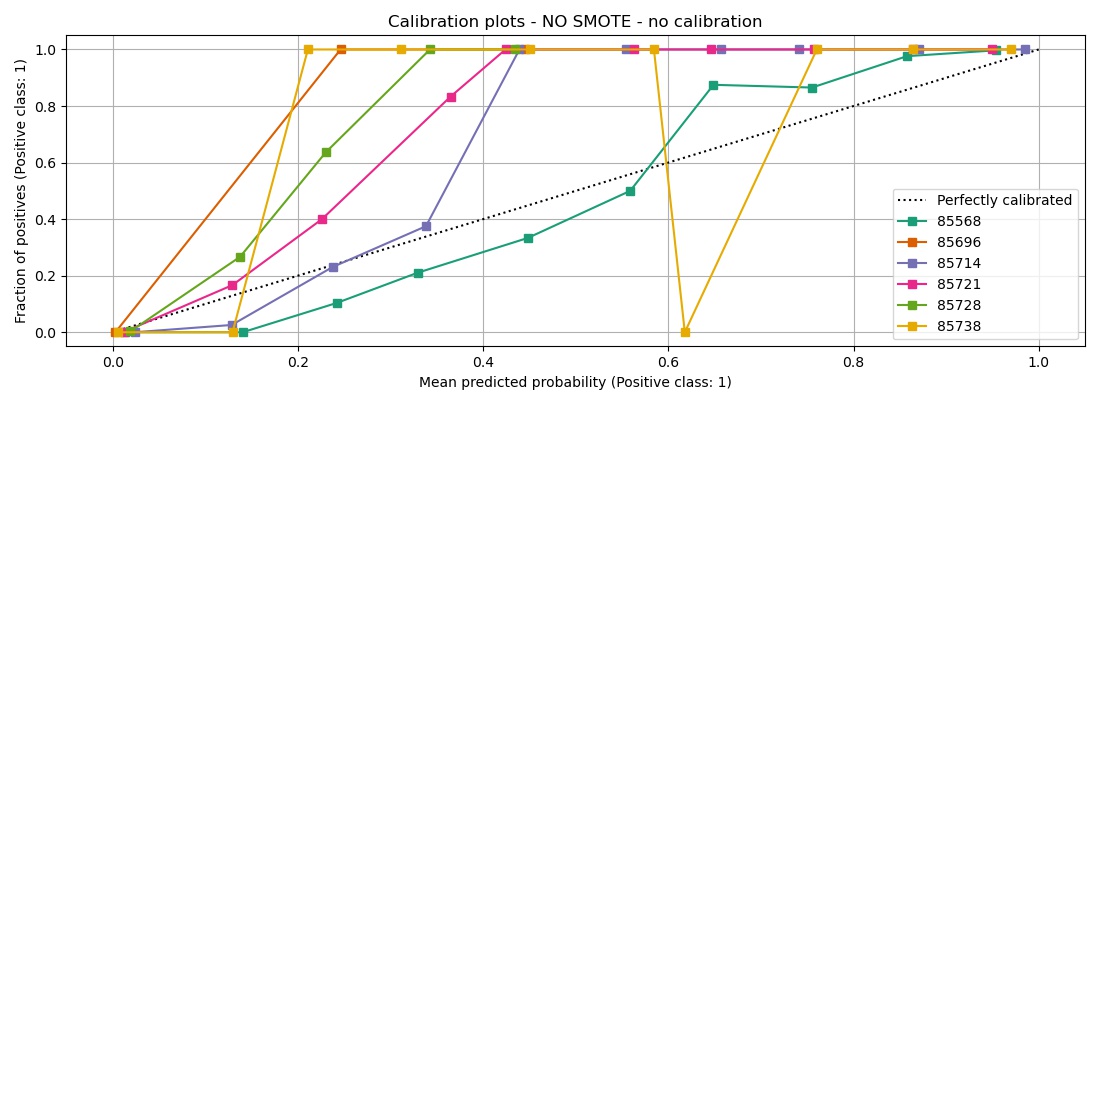 Calibration plots - NO SMOTE - no calibration
Fraction of positives (Positive class: 1)
1.0
0.8
0.6
0.4
0.2
0.0
0.0 0.2 0.4 0.6 0.8 1.0
Mean predicted probability (Positive class: 1)
Perfectly calibrated
85568
85696
85714
85721
85728
85738